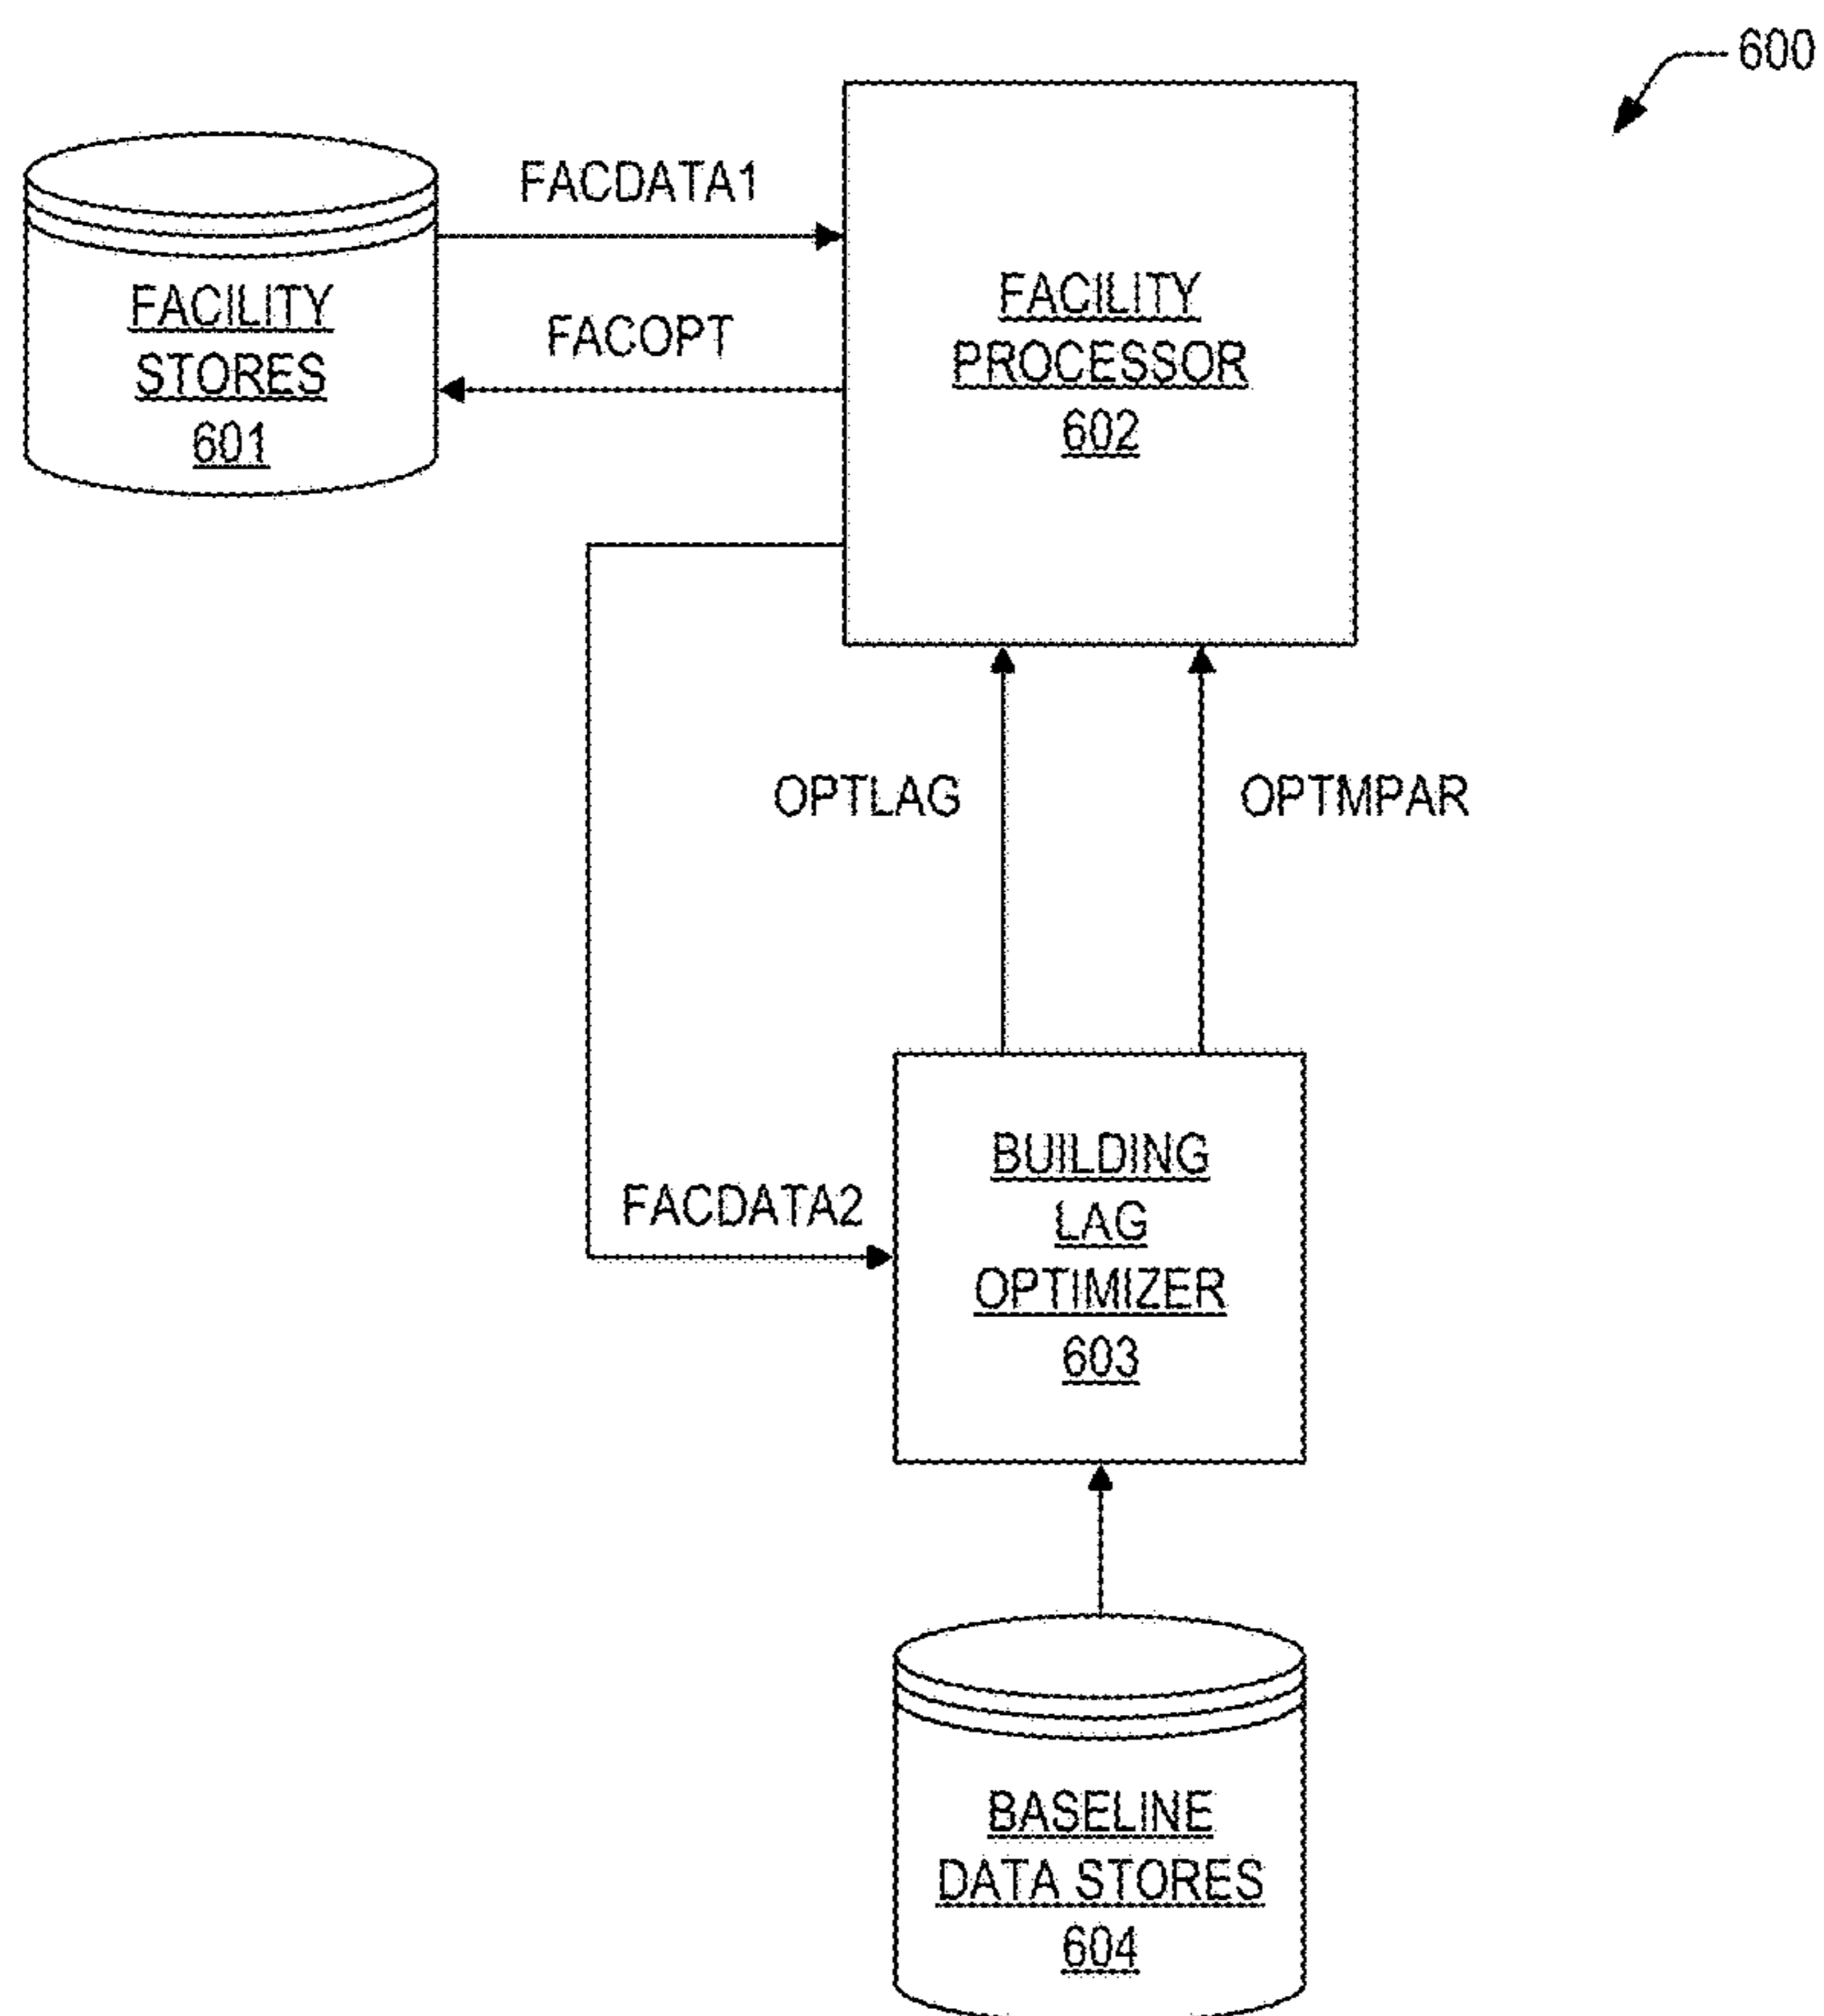 600
FACDATA1
FACILITY
STORES
601
FACOPT
FACILITY
PROCESSOR
602
OPTLAG
OPTMPAR
FACDATA2
BUILDING
LAG
OPTIMIZER
603
BASELINE
DATA STORES
604